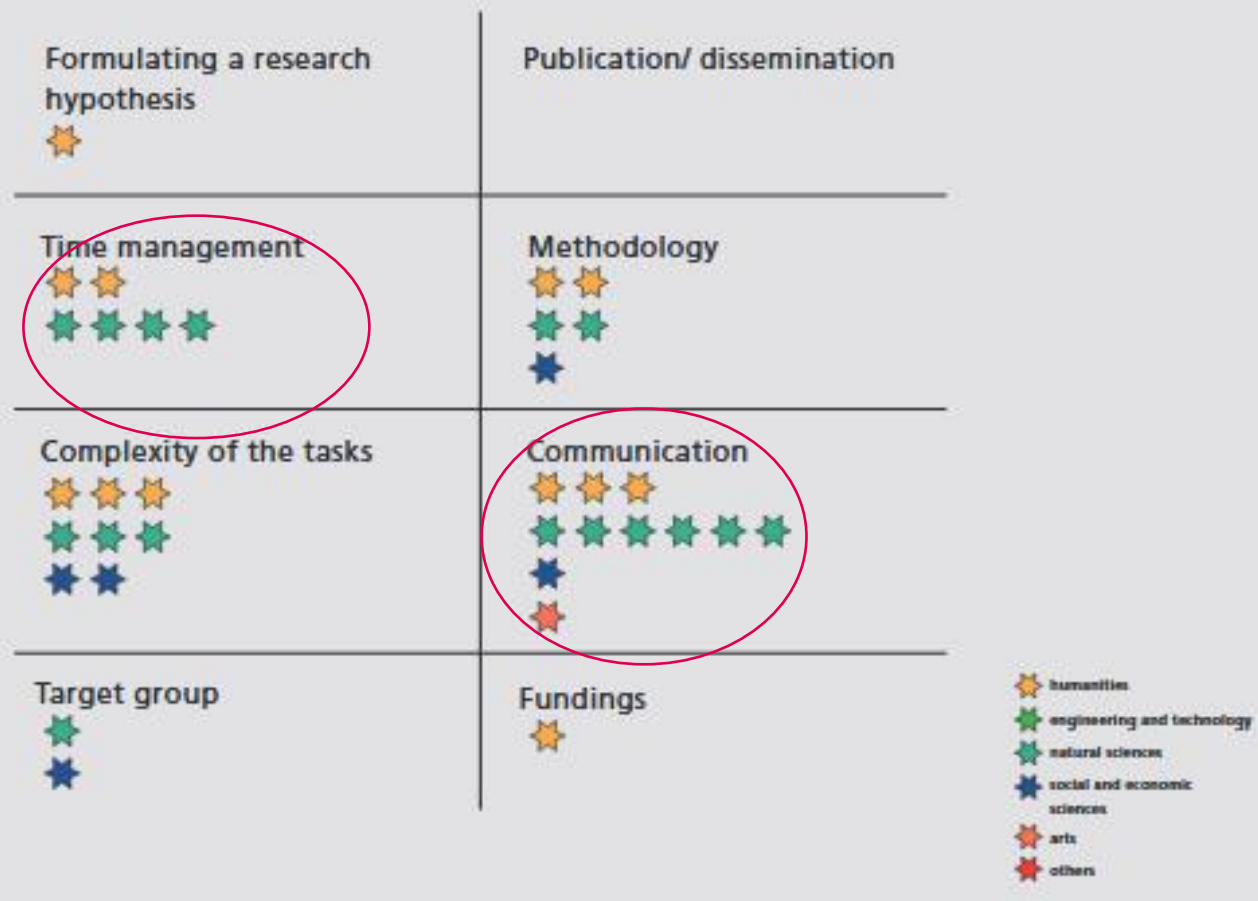 Formulating a research
hypothesis
Publication/ dissemination
Time management
Methodology
Complexity of the tasks
Communication
Target group
Fundings
humanities
engineering and technology
natural sciences
social and economic
sciences
arts
others